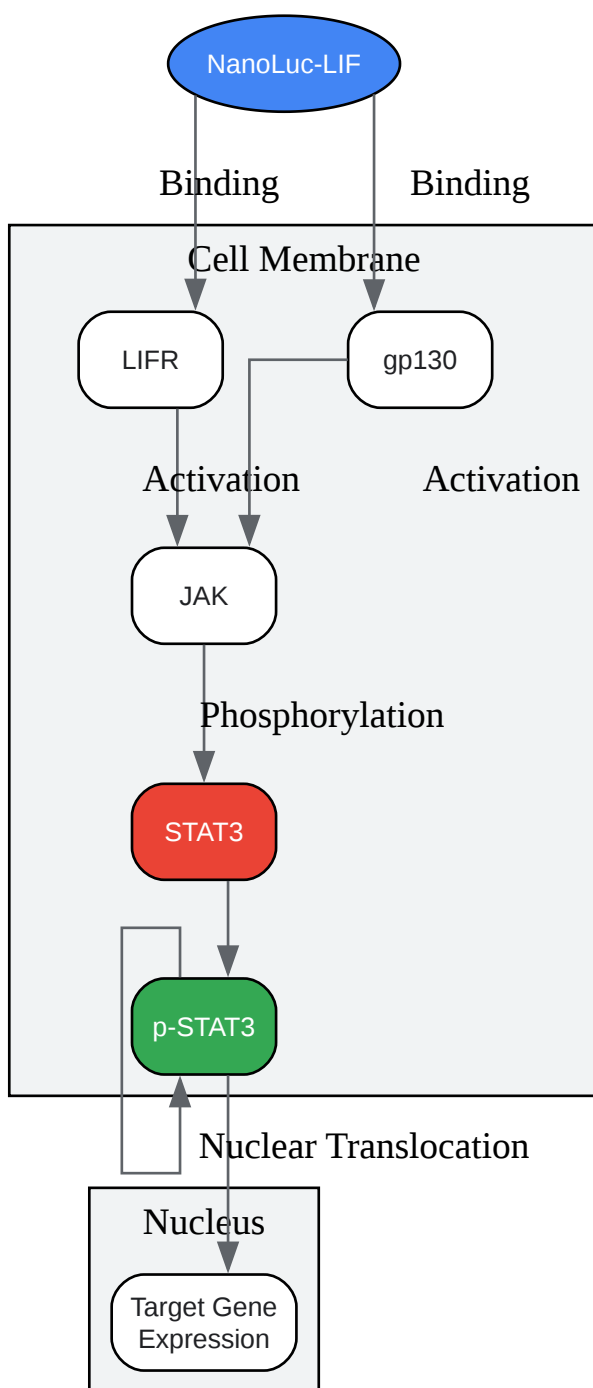 NanoLuc-LIF
Binding
Binding
Cell Membrane
LIFR
gp130
Activation
Activation
JAK
Phosphorylation
STAT3
p-STAT3
Nuclear Translocation
Nucleus
Target Gene
Expression